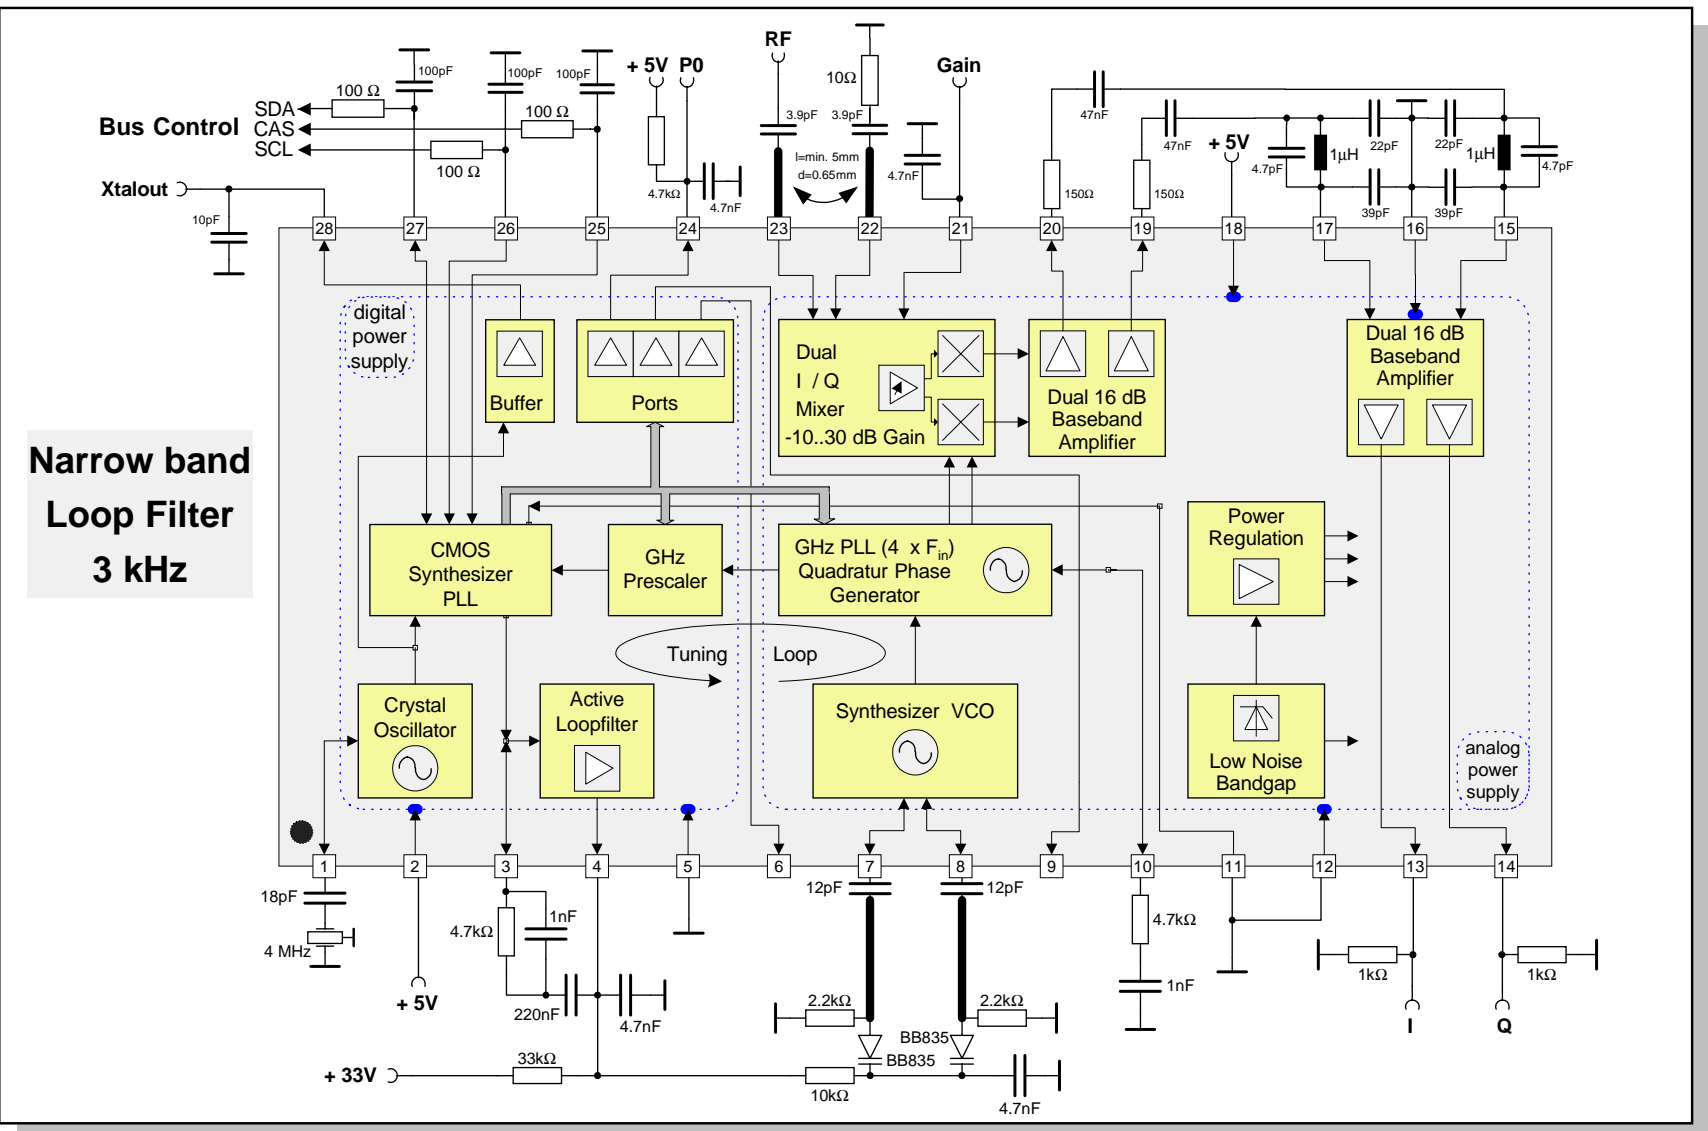 RF
+ 5V P0
Gain
100pF
100pF
100pF
10Ω
100 Ω
SDA
CAS
SCL
Bus Control
100 Ω
100 Ω
3.9pF
3.9pF
47nF
47nF
+ 5V
l=min. 5mm
d=0.65mm
4.7nF
4.7pF
1µH
22pF
22pF
1µH
4.7pF
Xtalout
4.7kΩ
4.7nF
150Ω
150Ω
39pF
39pF
10pF
28
27
26
25
24
23
22
21
20
19
18
17
16
15
digital
power
supply
Buffer
Ports
Dual
I / Q
Mixer
-10..30 dB Gain
Dual 16 dB
Baseband
Amplifier
Dual 16 dB
Baseband
Amplifier
Narrow band
Loop Filter
3 kHz
CMOS
Synthesizer
PLL
GHz
Prescaler
GHz PLL (4 x Fin)
Quadratur Phase
Generator
Power
Regulation
Tuning Loop
Crystal
Oscillator
Active
Loopfilter
Synthesizer VCO
Low Noise
Bandgap
analog
power
supply
1
2
3
4
5
6
7
8
9
10
11
12
13
14
18pF
4 MHz
+ 5V
4.7kΩ
1nF
220nF
4.7nF
12pF
12pF
2.2kΩ
2.2kΩ
BB835
BB835
4.7kΩ
1nF
1kΩ
1kΩ
I
Q
+ 33V
33kΩ
10kΩ
4.7nF